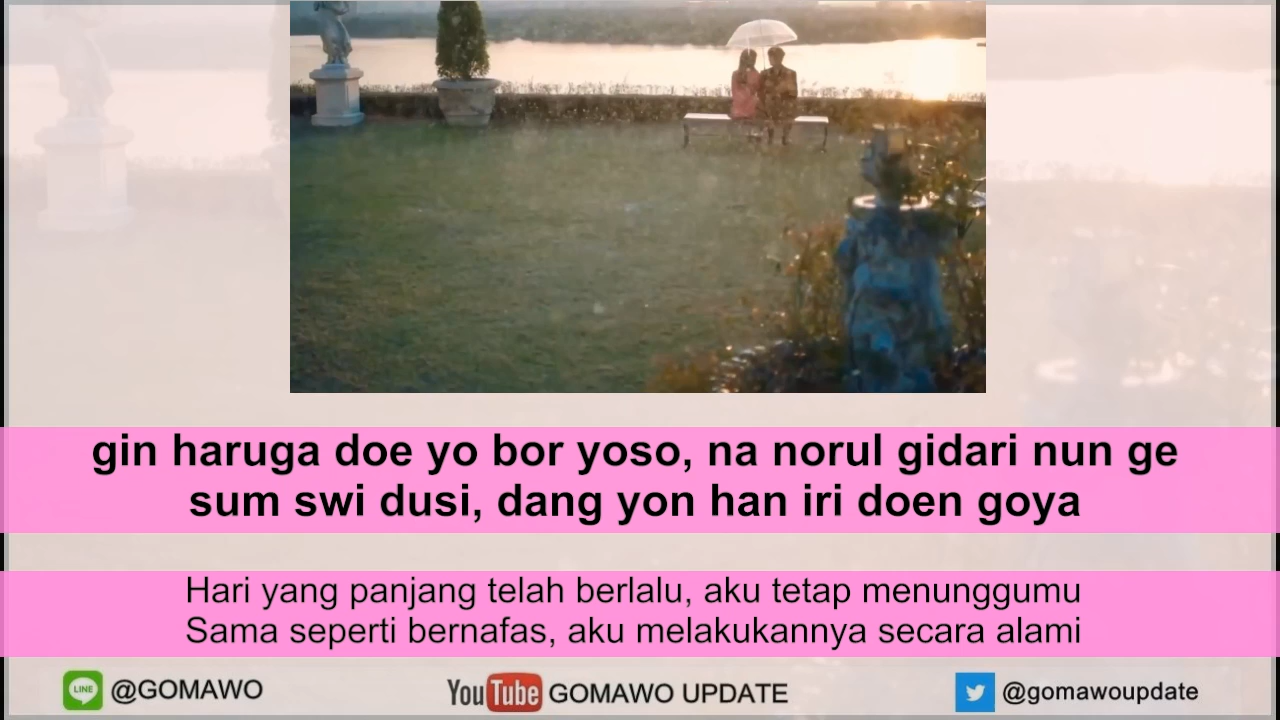 gin haruga doe yo bor yoso, na norul gidari nun ge
sum swi dusi, dang yon han iri doen goya
Hari yang panjang telah berlalu, aku tetap menunggumu
Sama seperti bernafas, aku melakukannya secara alami
LINE @GOMAWO
YouTube GOMAWO UPDATE
@gomawoupdate